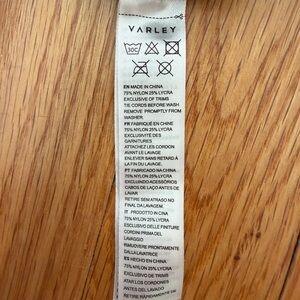 VARLEY
30C
EN MADE IN CHINA
75% NYLON 25% LYCRA
EXCLUSIVE OF TRIMS
TIE CORDS BEFORE WASH
REMOVE PROMPTLY FROM
WASHER
FR FABRIQUÉ EN CHINE
75% NYLON 25% LYCRA
EXCLUSIVITÉ DES
GARNITURES
ATTACHEZ LES CORDON
AVANT LE LAVAGE
ENLEVER SANS RETARD À
LA FIN DU LAVAGE.
PT FABRICADO NA CHINA
75% NYLON 25% LYCRA
EXCLUINDO ACESSÓRIOS
CABOS DE LAÇO ANTES DE
LAVAR
RETIRE SEM ATRASO NO
FINAL DA LAVAGEM.
IT PRODOTTO IN CINA
75% NYLON 25% LYCRA
ESCLUSIVO DELLE FINITURE
CORDINI PRIMA DEL
LAVAGGIO
RIMUOVERE PRONTAMENTE
DALLA LAVATRICE
ES HECHO EN CHINA
75% NYLON 25% LYCRA
EXCLUSIVO DE ADORNOS
ATAR LOS CORDONES
ANTES DEL LAVADO